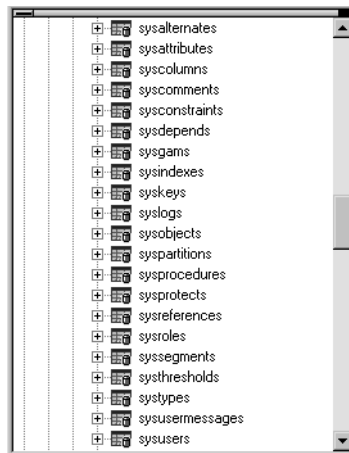 sysalternates
sysattributes
syscolumns
syscomments
sysconstraints
sysdepends
sysgams
sysindexes
syskeys
syslogs
sysobjects
syspartitions
sysprocedures
sysprotects
sysreferences
sysroles
syssegments
systhresholds
systypes
sysusermessages
sysusers